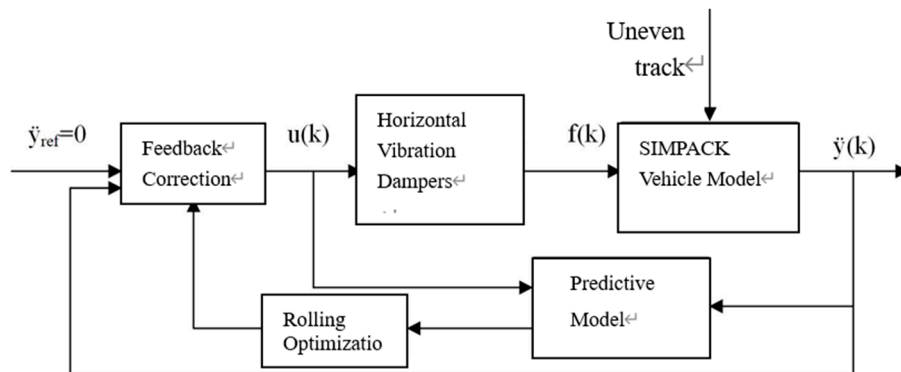 Uneven
track↵
ÿref=0
Feedback↵
Correction↵
u(k)
Horizontal
Vibration
Dampers↵
f(k)
SIMPACK
Vehicle Model↵
ÿ(k)
Predictive
Model↵
Rolling
Optimizatio